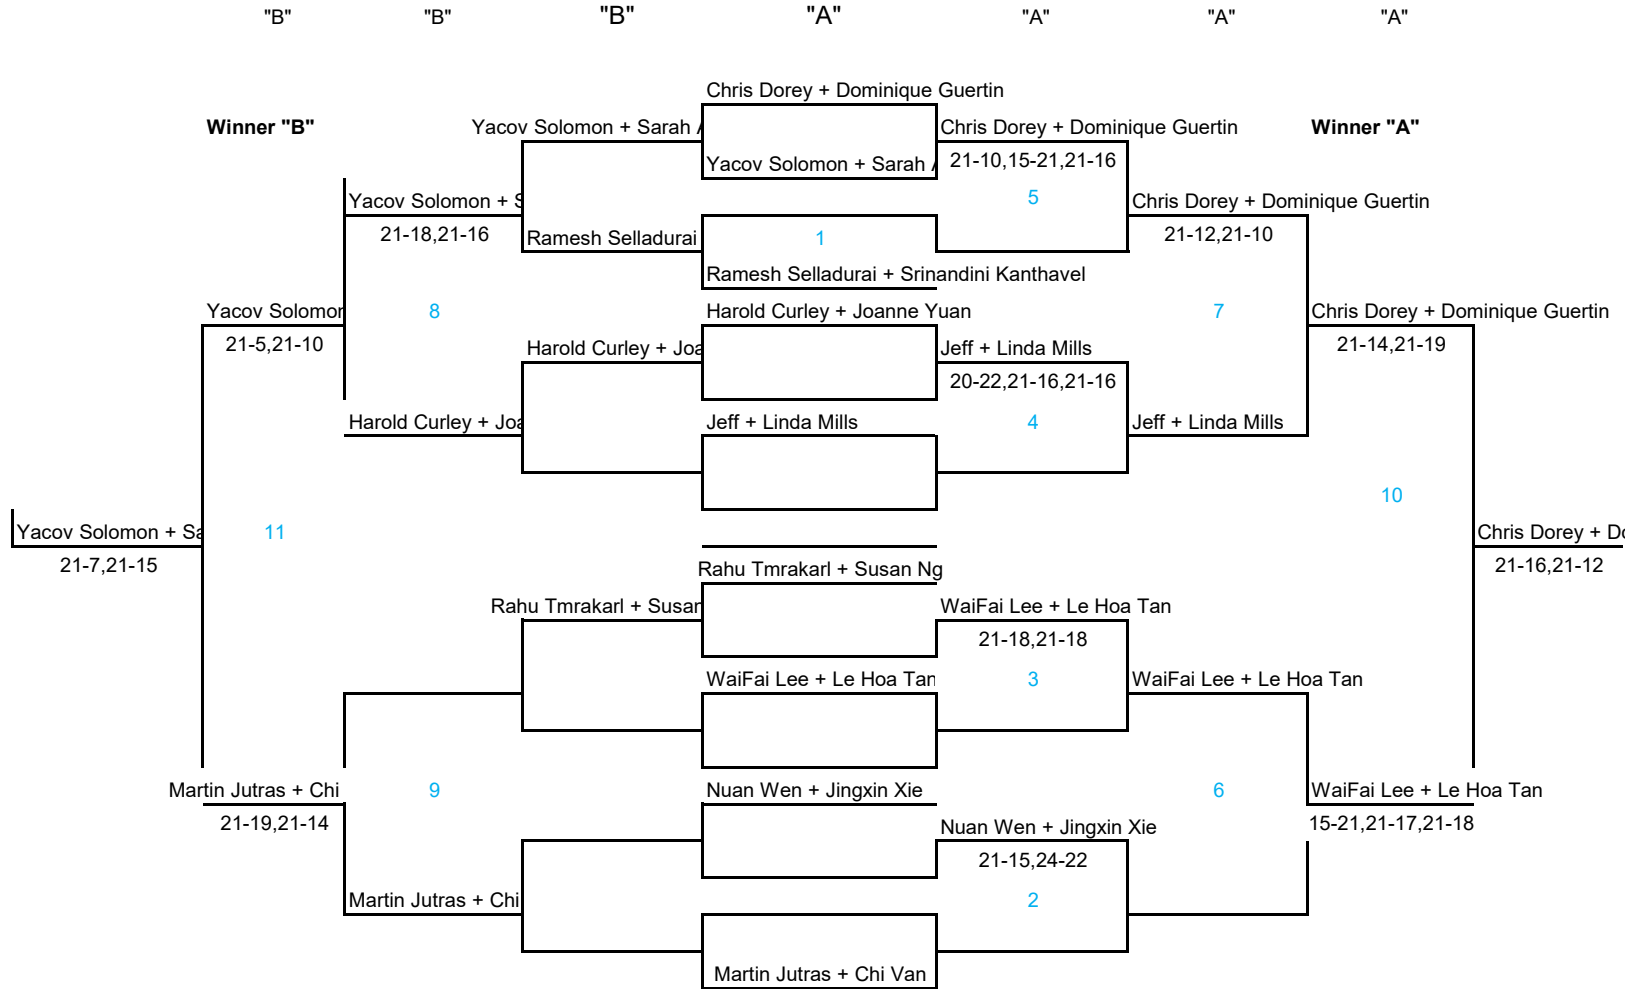 "B" "B" "B" "A" "A" "A" "A"
Chris Dorey + Dominique Guertin
Winner "B" Yacov Solomon + Sarah Chris Dorey + Dominique Guertin Winner "A"
Yacov Solomon + Sarah 21-10,15-21,21-16
Yacov Solomon + 5 Chris Dorey + Dominique Guertin
21-18,21-16 Ramesh Selladurai 1 21-12,21-10
Ramesh Selladurai + Srinandini Kanthavel
Yacov Solomon 8 Harold Curley + Joanne Yuan 7 Chris Dorey + Dominique Guertin
21-5,21-10 Harold Curley + Jeff + Linda Mills 21-14,21-19
20-22,21-16,21-16
Harold Curley + Jeff + Linda Mills 4 Jeff + Linda Mills
10
Yacov Solomon + 11 Chris Dorey +
21-7,21-15 Rahu Tmrakarl + Susan Ng 21-16,21-12
Rahu Tmrakarl + Susan WaiFai Lee + Le Hoa Tan
21-18,21-18
WaiFai Lee + Le Hoa Tan 3 WaiFai Lee + Le Hoa Tan
Martin Jutras + Chi 9 Nuan Wen + Jingxin Xie 6 WaiFai Lee + Le Hoa Tan
21-19,21-14 Nuan Wen + Jingxin Xie 15-21,21-17,21-18
21-15,24-22
Martin Jutras + Chi 2
Martin Jutras + Chi Van